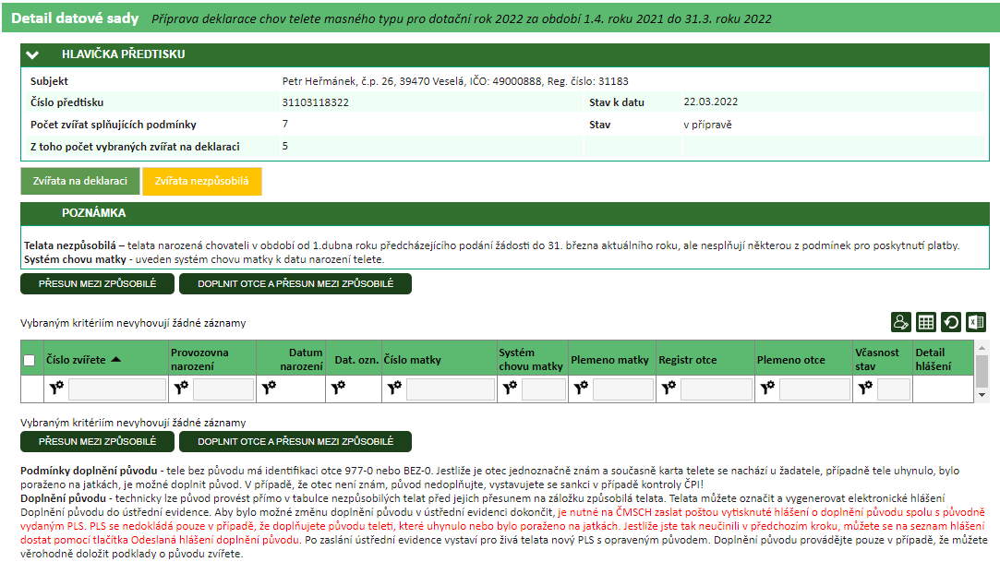 Detail datové sady Příprava deklarace chov telete masného typu pro dotační rok 2022 za období 1.4. roku 2021 do 31.3. roku 2022
HLAVIČKA PŘEDTISKU
Subjekt Petr Heřmánek, č.p. 26, 39470 Veselá, IČO: 49000888, Reg. číslo: 31183
Číslo předtisku 31103118322 Stav k datu 22.03.2022
Počet zvířat splňujících podmínky 7 Stav v přípravě
Z toho počet vybraných zvířat na deklaraci 5
Zvířata na deklaraci Zvířata nezpůsobilá
POZNÁMKA
Telata nezpůsobilá – telata narozená chovateli v období od 1.dubna roku předcházejícího podání žádosti do 31. března aktuálního roku, ale nesplňují některou z podmínek pro poskytnutí platby.
Systém chovu matky - uveden systém chovu matky k datu narození telete.
PŘESUN MEZI ZPŮSOBILÉ DOPLNIT OTCE A PŘESUN MEZI ZPŮSOBILÉ
Vybraným kritériím nevyhovují žádné záznamy
Číslo zvířete Provozovna narození Datum narození Dat. ozn. Číslo matky Systém chovu matky Plemeno matky Registr otce Plemeno otce Včasnost stav Detail hlášení
Vybraným kritériím nevyhovují žádné záznamy
PŘESUN MEZI ZPŮSOBILÉ DOPLNIT OTCE A PŘESUN MEZI ZPŮSOBILÉ
Podmínky doplnění původu - tele bez původu má identifikaci otce 977-0 nebo BEZ-0. Jestliže je otec jednoznačně znám a současně karta telete se nachází u žadatele, případně tele uhynulo, bylo
poraženo na jatkách, je možné doplnit původ. V případě, že otec není znám, původ nedoplňujte, vystavujete se sankci v případě kontroly ČPI!
Doplnění původu - technicky lze původ provést přímo v tabulce nezpůsobilých telat před jejich přesunem na záložku způsobilá telata. Telata můžete označit a vygenerovat elektronické hlášení
Doplnění původu do ústřední evidence. Aby bylo možné změnu doplnění původu v ústřední evidenci dokončit, je nutné na ČMSCH zaslat poštou vytisknuté hlášení o doplnění původu spolu s původně
vydaným PLS. PLS se nedokládá pouze v případě, že doplňujete původu teleti, které uhynulo nebo bylo poraženo na jatkách. Jestliže jste tak neučinili v předchozím kroku, můžete se na seznam hlášení
dostat pomocí tlačítka Odeslaná hlášení doplnění původu. Po zaslání ústřední evidence vystaví pro živá telata nový PLS s opraveným původem. Doplnění původu provádějte pouze v případě, že můžete
věrohodně doložit podklady o původu zvířete.